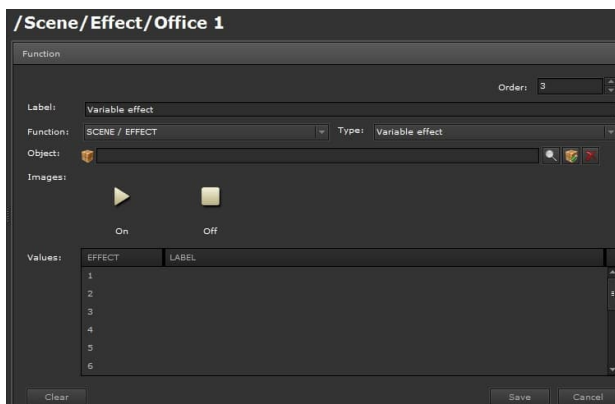 /Scene/Effect/Office 1
Function
Order: 3
Label: Variable effect
Function: SCENE / EFFECT Type: Variable effect
Object:
Images:
On Off
Values: EFFECT LABEL
1
2
3
4
5
6
Clear Save Cancel